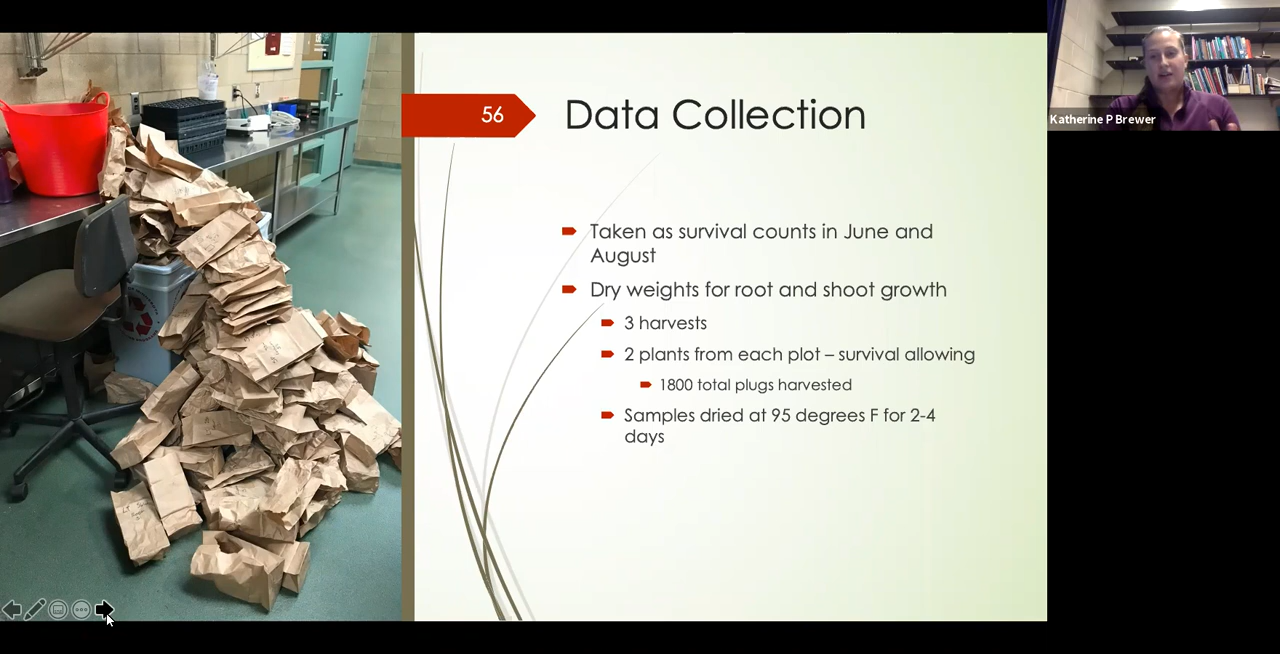 56
Data Collection
Taken as survival counts in June and
August
Dry weights for root and shoot growth
3 harvests
2 plants from each plot – survival allowing
1800 total plugs harvested
Samples dried at 95 degrees F for 2-4
days
Katherine P Brewer